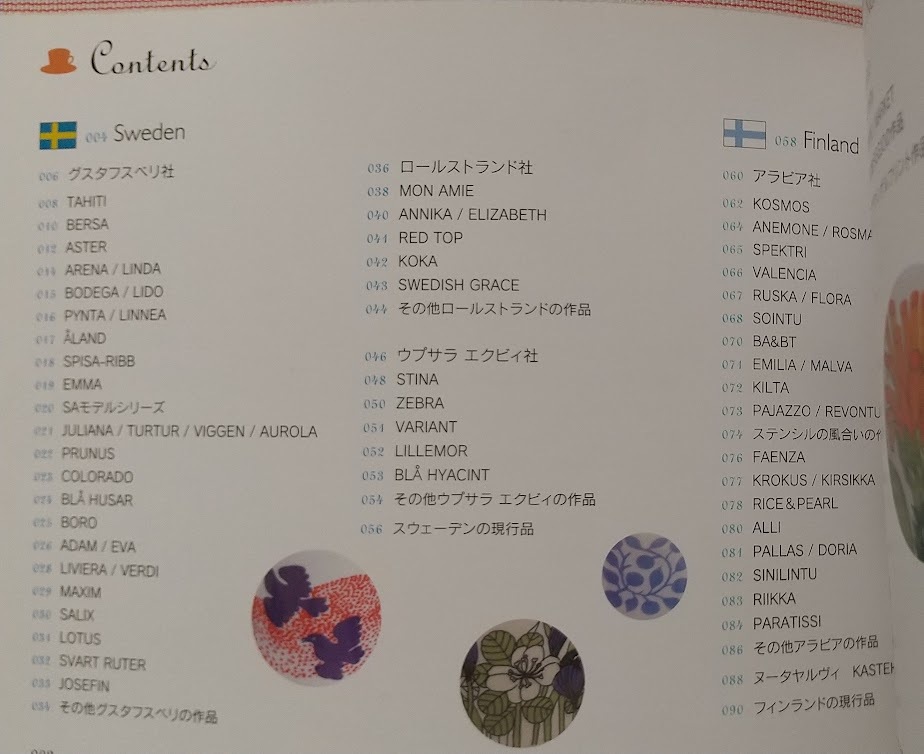 Contents
004 Sweden
006 グスタフスベリ社
008 TAHITI
010 BERSA
012 ASTER
014 ARENA / LINDA
015 BODEGA / LIDO
016 PYNTA / LINNEA
017 ÅLAND
018 SPISA-RIBB
019 EMMA
020 SAモデルシリーズ
021 JULIANA / TURTUR / VIGGEN / AUROLA
022 PRUNUS
023 COLORADO
024 BLÅ HUSAR
025 BORO
026 ADAM / EVA
028 LIVIERA / VERDI
029 MAXIM
030 SALIX
031 LOTUS
032 SVART RUTER
033 JOSEFIN
034 その他グスタフスベリの作品
036 ロールストランド社
038 MON AMIE
040 ANNIKA / ELIZABETH
041 RED TOP
042 KOKA
043 SWEDISH GRACE
044 その他ロールストランドの作品
046 ウプサラ エクビィ社
048 STINA
050 ZEBRA
051 VARIANT
052 LILLEMOR
053 BLÅ HYACINT
054 その他ウプサラ エクビィの作品
056 スウェーデンの現行品
058 Finland
060 アラビア社
062 KOSMOS
064 ANEMONE / ROSMA
065 SPEKTRI
066 VALENCIA
067 RUSKA / FLORA
068 SOINTU
070 BA&BT
071 EMILIA / MALVA
072 KILTA
073 PAJAZZO / REVONTU
074 ステンシルの風合いの作
076 FAENZA
077 KROKUS / KIRSIKKA
078 RICE&PEARL
080 ALLI
081 PALLAS / DORIA
082 SINILINTU
083 RIIKKA
084 PARATISSI
086 その他アラビアの作品
088 ヌータヤルヴィ KASTEH
090 フィンランドの現行品